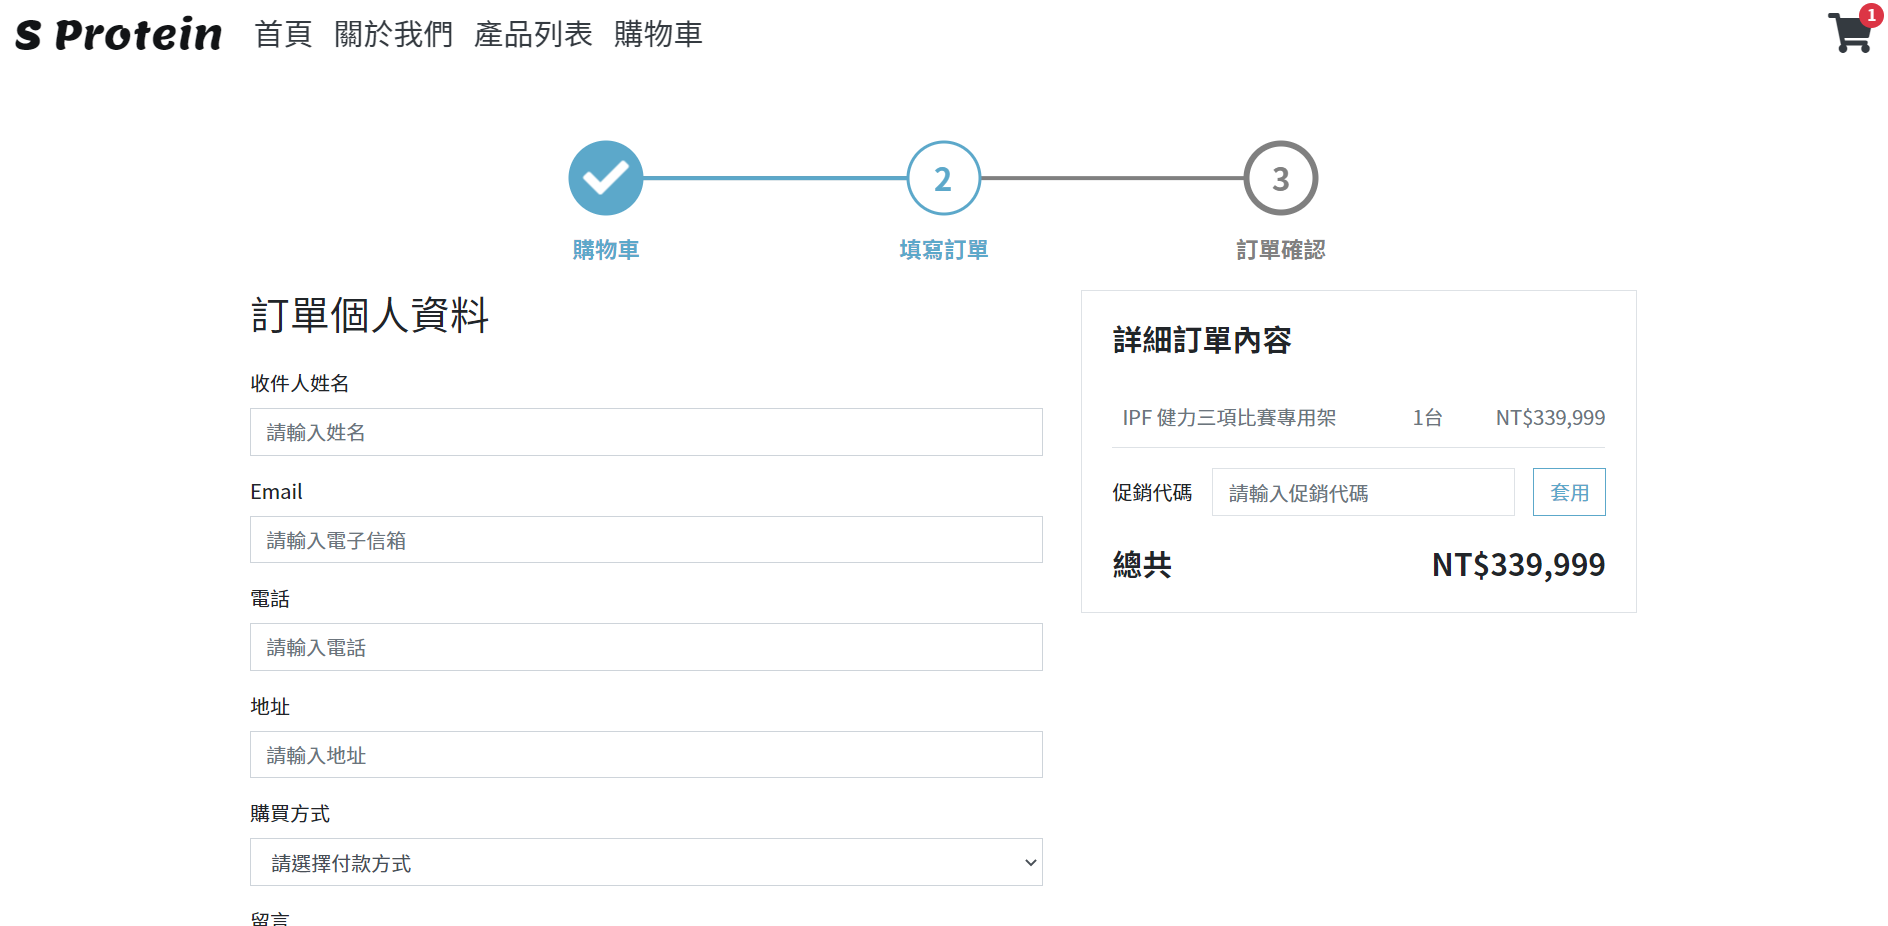 S Protein 首頁 關於我們 產品列表 購物車 1
2 3
購物車 填寫訂單 訂單確認
訂單個人資料
收件人姓名
請輸入姓名
Email
請輸入電子信箱
電話
請輸入電話
地址
請輸入地址
購買方式
請選擇付款方式
留言
詳細訂單內容
IPF 健力三項比賽專用架 1台 NT$339,999
促銷代碼 請輸入促銷代碼 套用
總共 NT$339,999